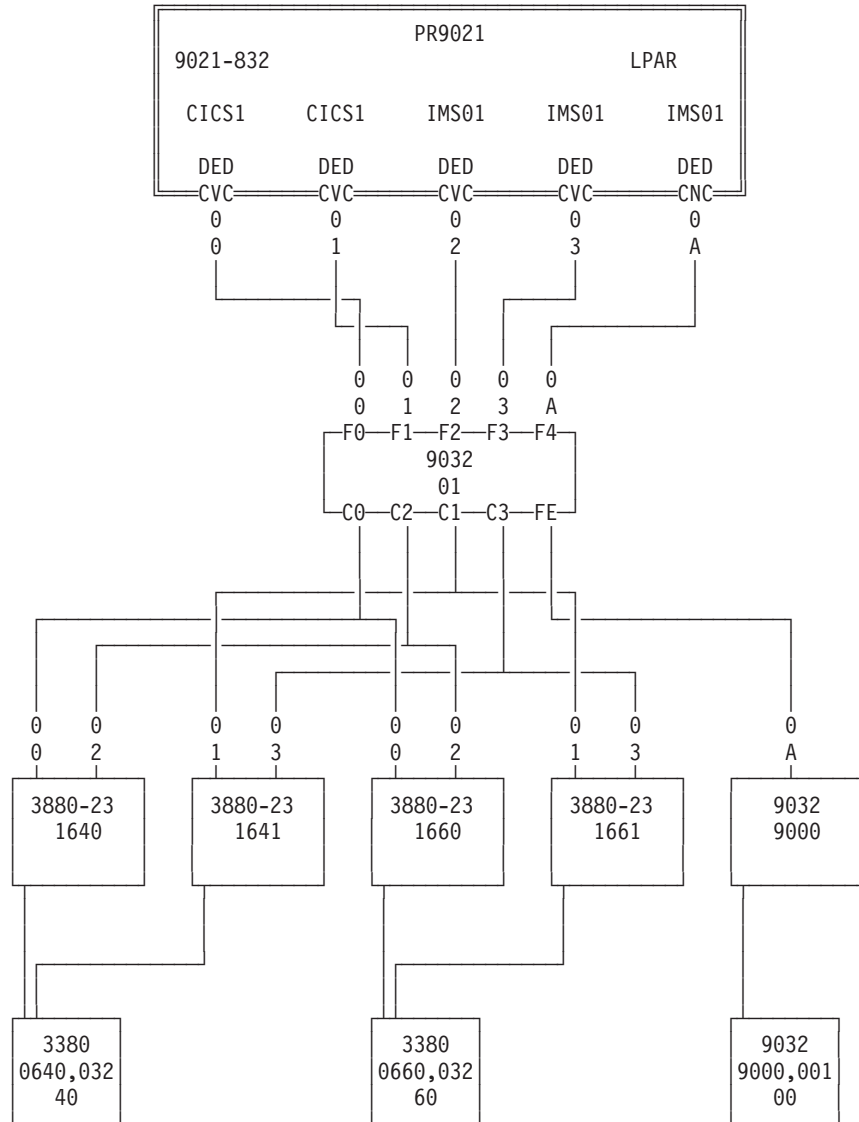 PR9021
9021-832 LPAR
CICS1 CICS1 IMS01 IMS01 IMS01
DED DED DED DED DED
CVC CVC CVC CVC CNC
0 0 0 0 0
0 1 2 3 A
0 0 0 0 0
0 1 2 3 A
F0 F1 F2 F3 F4
9032
01
C0 C2 C1 C3 FE
0 0 0 0 0 0 0 0 0
0 2 1 3 0 2 1 3 A
3880-23 3880-23 3880-23 3880-23 9032
1640 1641 1660 1661 9000
3380 3380 9032
0640,032 0660,032 9000,001
40 60 00